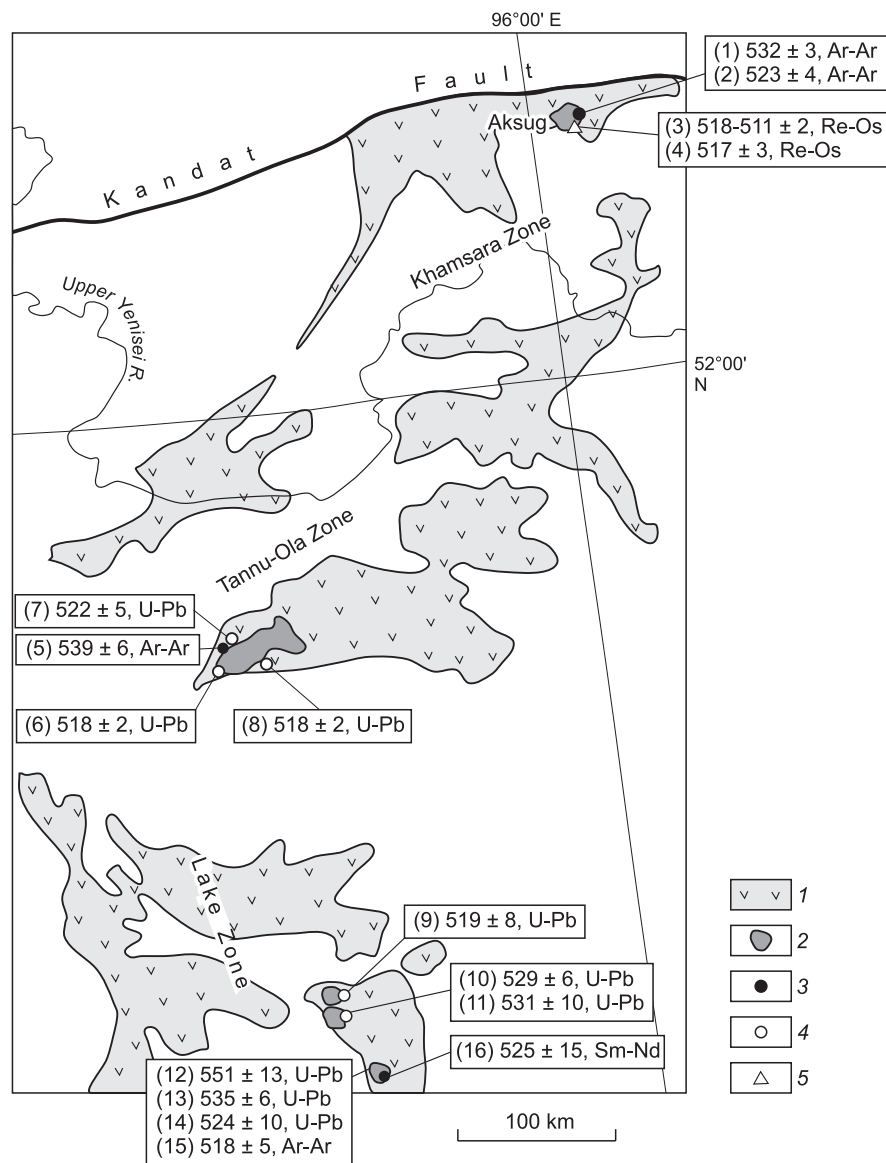 96°00' E
(1) 532 ± 3, Ar-Ar
(2) 523 ± 4, Ar-Ar
Kandat Fault
Aksug
(3) 518-511 ± 2, Re-Os
(4) 517 ± 3, Re-Os
Khamsara Zone
Upper Yenisei R.
52°00'
N
Tannu-Ola Zone
(7) 522 ± 5, U-Pb
(5) 539 ± 6, Ar-Ar
(6) 518 ± 2, U-Pb
(8) 518 ± 2, U-Pb
Lake Zone
(9) 519 ± 8, U-Pb
(10) 529 ± 6, U-Pb
(11) 531 ± 10, U-Pb
(16) 525 ± 15, Sm-Nd
(12) 551 ± 13, U-Pb
(13) 535 ± 6, U-Pb
(14) 524 ± 10, U-Pb
(15) 518 ± 5, Ar-Ar
100 km
1
2
3
4
5